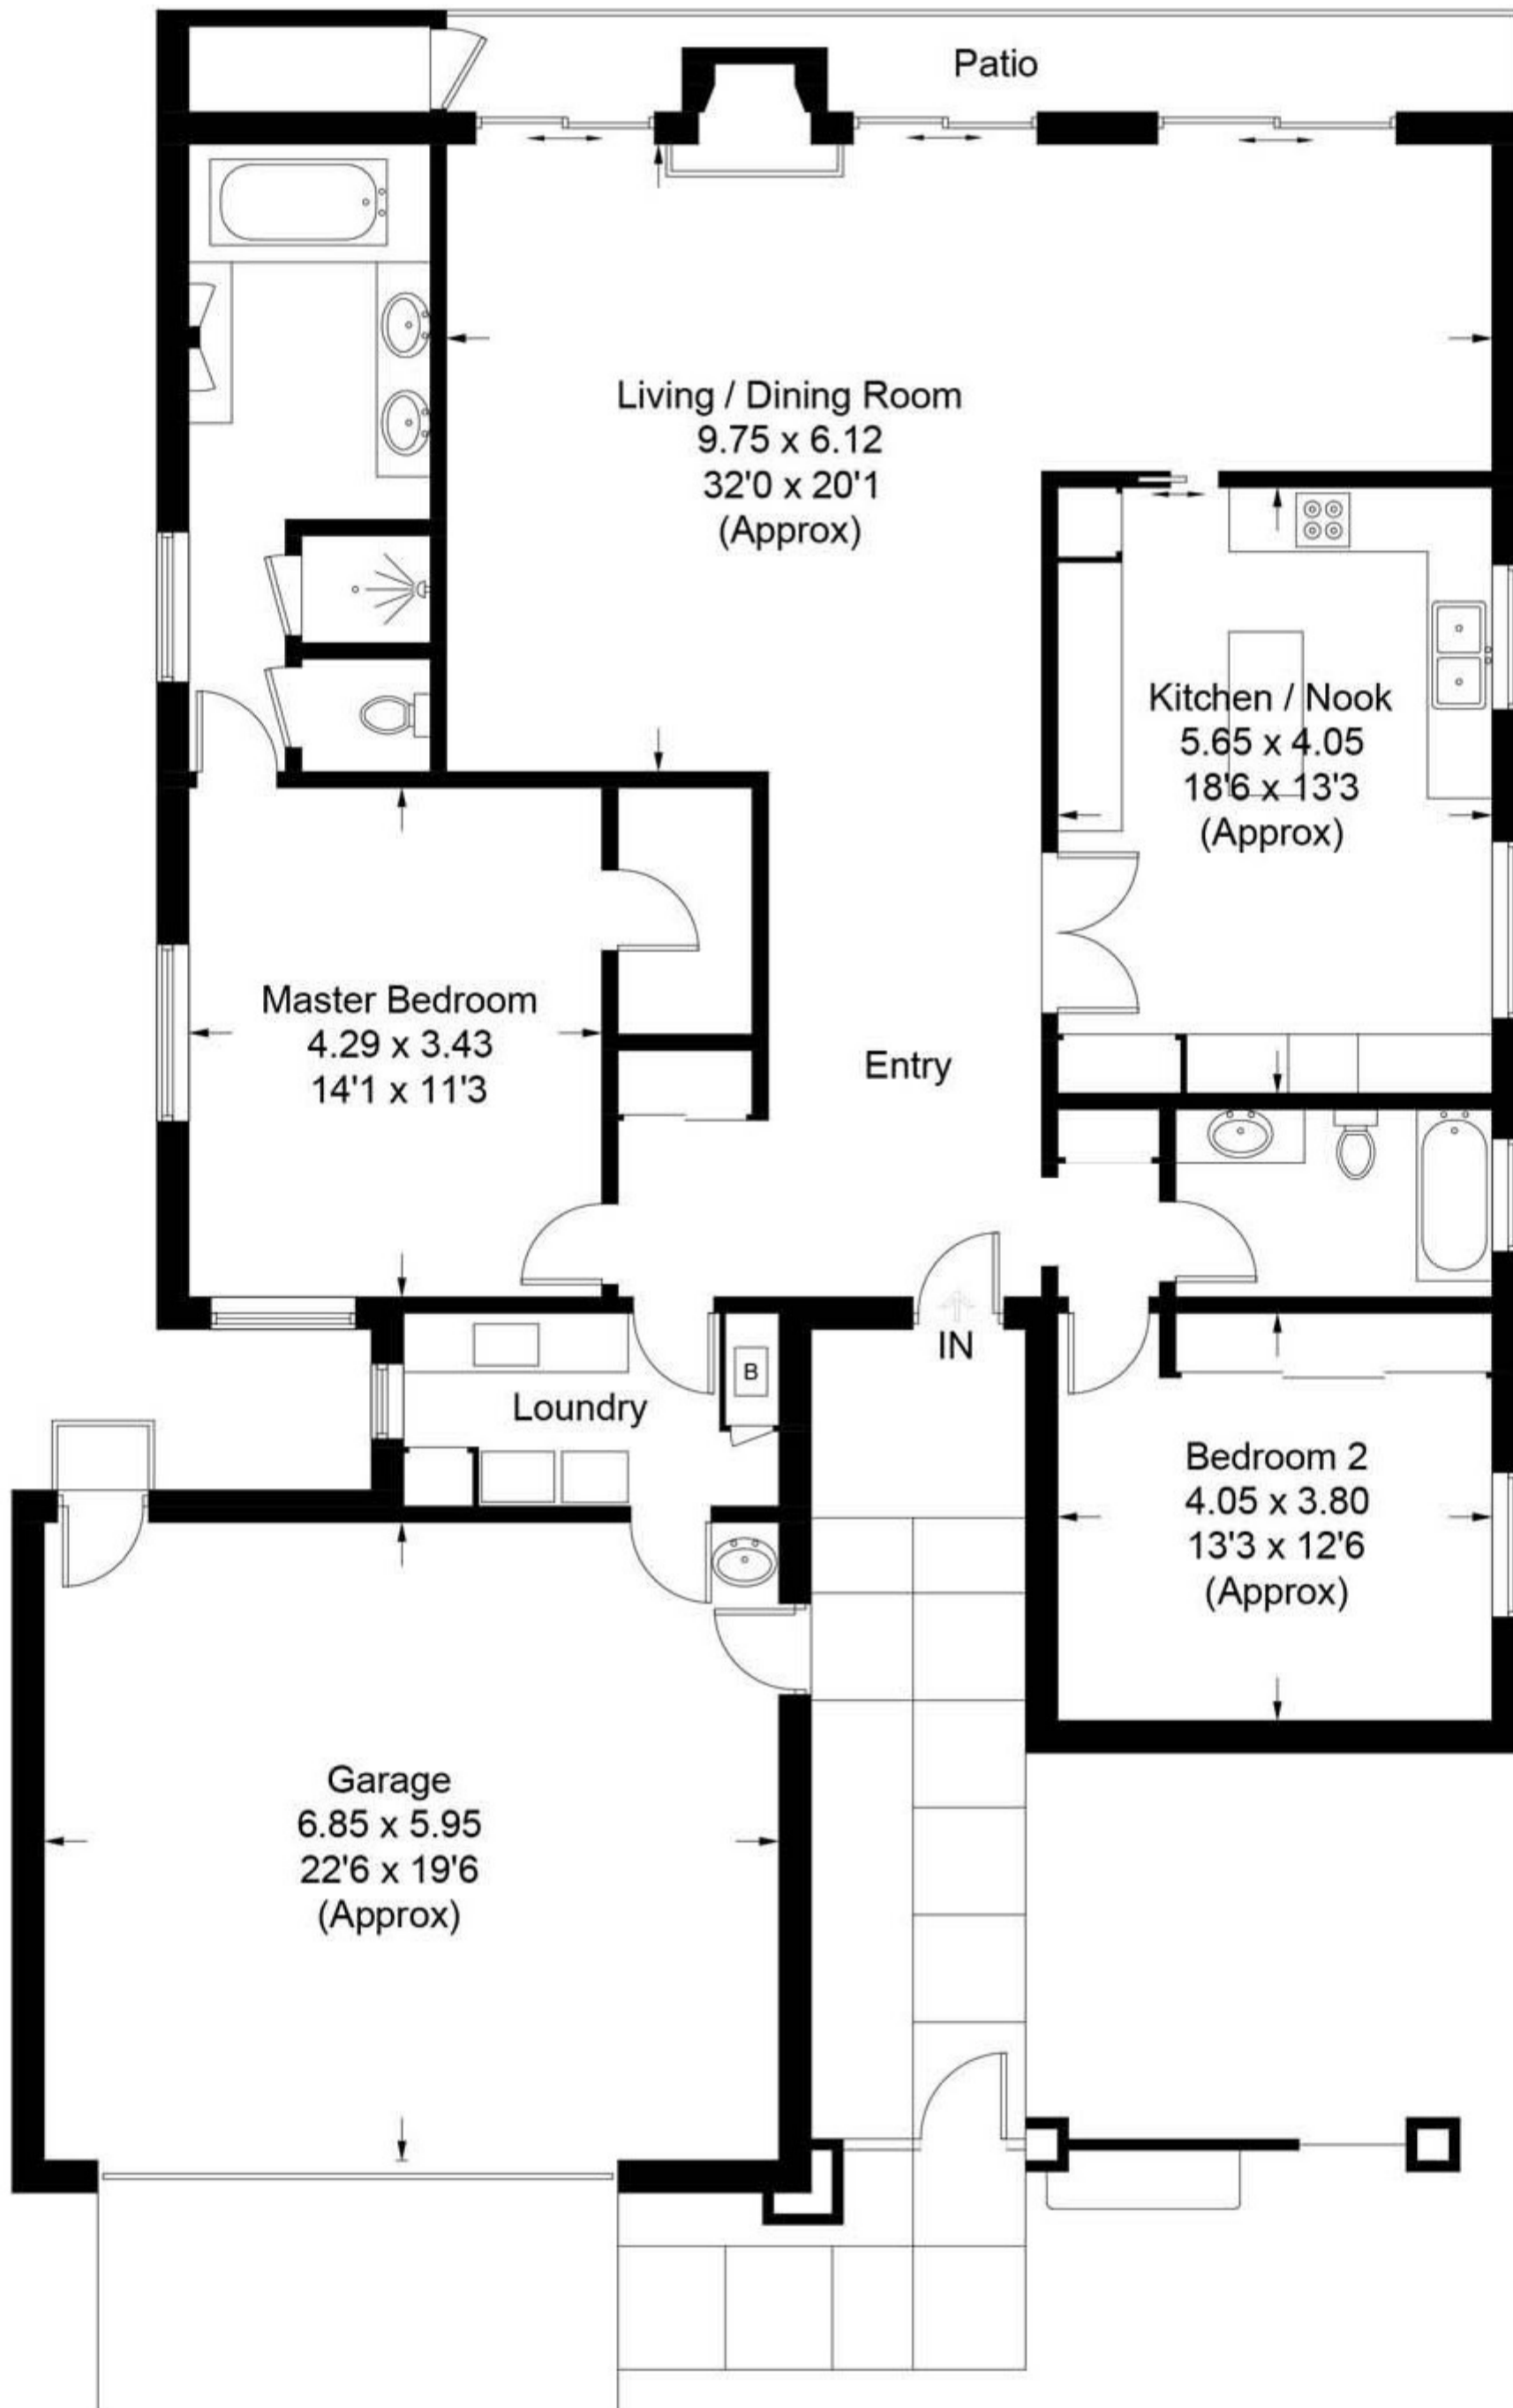 Patio
Living / Dining Room
9.75 x 6.12
32'0 x 20'1
(Approx)
Kitchen / Nook
5.65 x 4.05
18'6 x 13'3
(Approx)
Master Bedroom
4.29 x 3.43
14'1 x 11'3
Entry
IN
B
Loundry
Bedroom 2
4.05 x 3.80
13'3 x 12'6
(Approx)
Garage
6.85 x 5.95
22'6 x 19'6
(Approx)